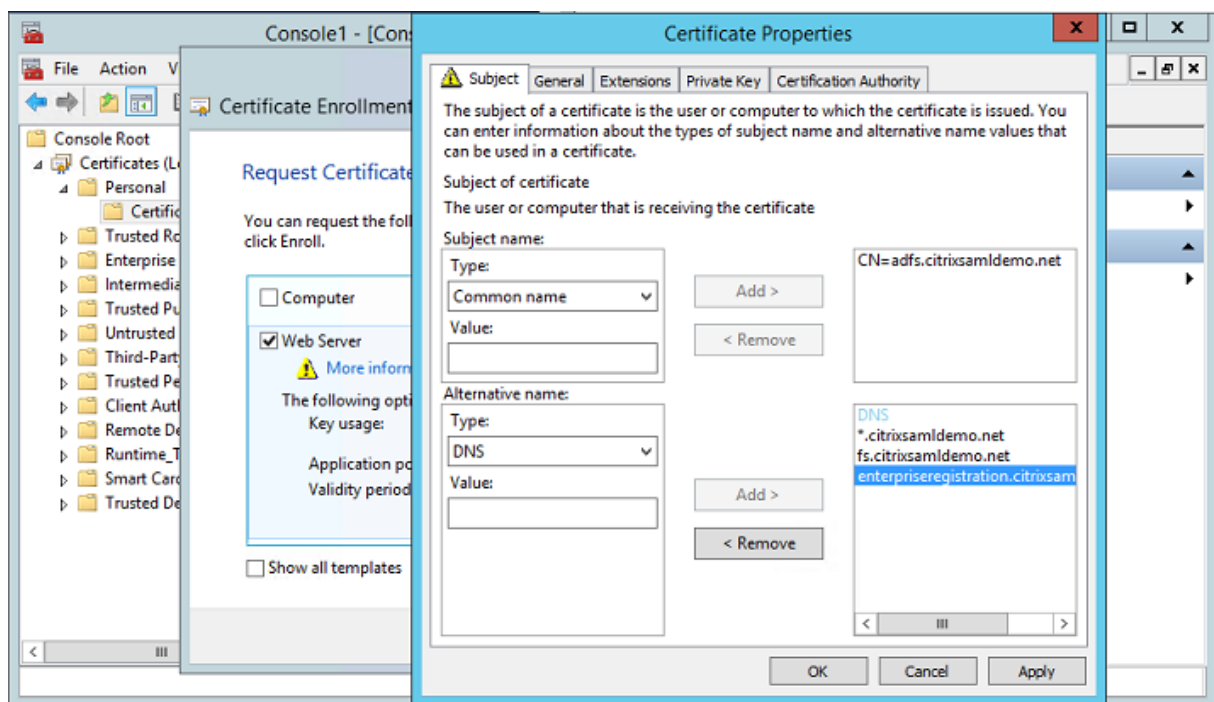 Console1 - [Con
File Action V
Console Root
Certificates (L
Personal
Certific
Trusted Ro
Enterprise
Intermedia
Trusted Pu
Untrusted
Third-Part
Trusted Pe
Client Auth
Remote De
Runtime_T
Smart Card
Trusted De
Certificate Enrollment
Request Certificate
You can request the foll
click Enroll.
Computer
Web Server
More inforn
The following opti
Key usage:
Application po
Validity period
Show all templates
Certificate Properties
Subject General Extensions Private Key Certification Authority
The subject of a certificate is the user or computer to which the certificate is issued. You
can enter information about the types of subject name and alternative name values that
can be used in a certificate.
Subject of certificate
The user or computer that is receiving the certificate
Subject name:
Type:
Common name
Value:
Add >
< Remove
CN=adfs.citrixsamldemo.net
Alternative name:
Type:
DNS
Value:
Add >
< Remove
DNS
*.citrixsamldemo.net
fs.citrixsamldemo.net
enterpriseregistration.citrixsam
OK Cancel Apply